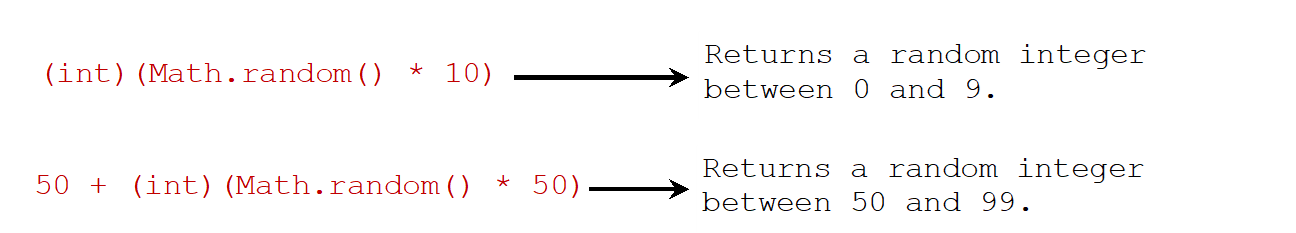 (int)(Math.random() * 10)
Returns a random integer
between 0 and 9.
50 + (int)(Math.random() * 50)
Returns a random integer
between 50 and 99.